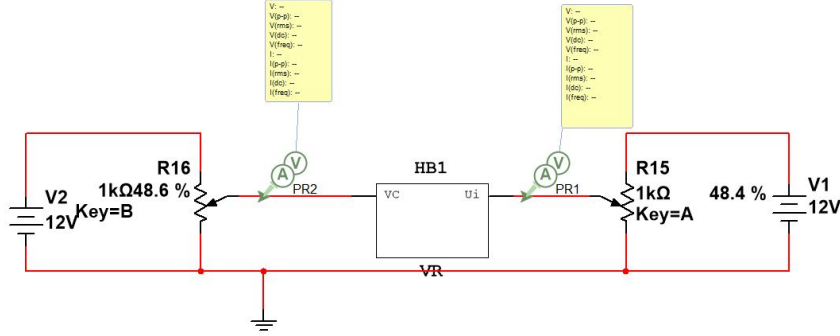 V: --
V(p-p): --
V(rms): --
V(dc): --
V(freq): --
I: --
I(p-p): --
I(rms): --
I(dc): --
I(freq): --
V: --
V(p-p): --
V(rms): --
V(dc): --
V(freq): --
I: --
I(p-p): --
I(rms): --
I(dc): --
I(freq): --
V2
12V
R16
1kΩ48.6 %
Key=B
A V
PR2
HB1
VC Ui
VR
A V
PR1
R15
1kΩ
Key=A
48.4 %
V1
12V